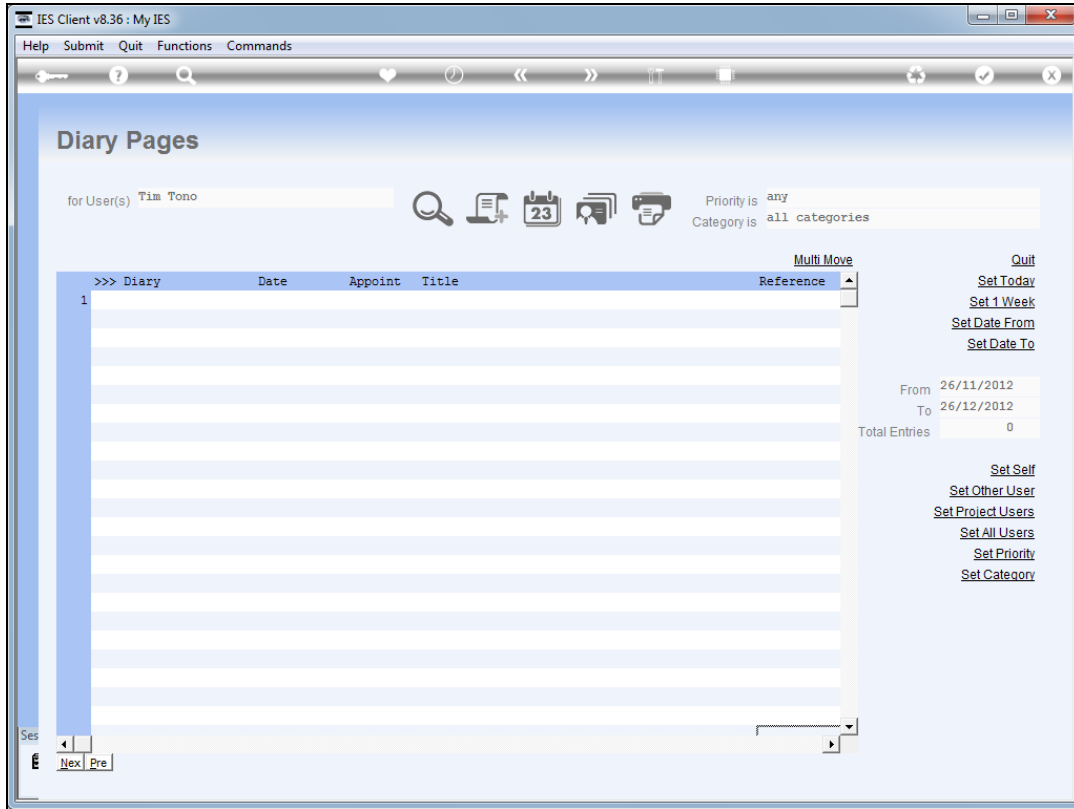 IES Client v8.36 : My IES
Help Submit Quit Functions Commands
Diary Pages
for User(s) Tim Tono
23
Priority is any
Category is all categories
Multi Move
Quit
>>> Diary Date Appoint Title Reference
Set Today
1
Set 1 Week
Set Date From
Set Date To
From 26/11/2012
To 26/12/2012
Total Entries 0
Set Self
Set Other User
Set Project Users
Set All Users
Set Priority
Set Category
Ses
Nex Pre